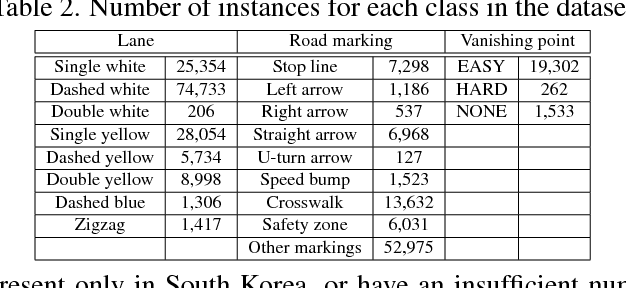 Table 2. Number of instances for each class in the datase
Lane Road marking Vanishing point
Single white 25,354 Stop line 7,298 EASY 19,302
Dashed white 74,733 Left arrow 1,186 HARD 262
Double white 206 Right arrow 537 NONE 1,533
Single yellow 28,054 Straight arrow 6,968
Dashed yellow 5,734 U-turn arrow 127
Double yellow 8,998 Speed bump 1,523
Dashed blue 1,306 Crosswalk 13,632
Zigzag 1,417 Safety zone 6,031
Other markings 52,975
resent only in South Korea, or have an insufficient num